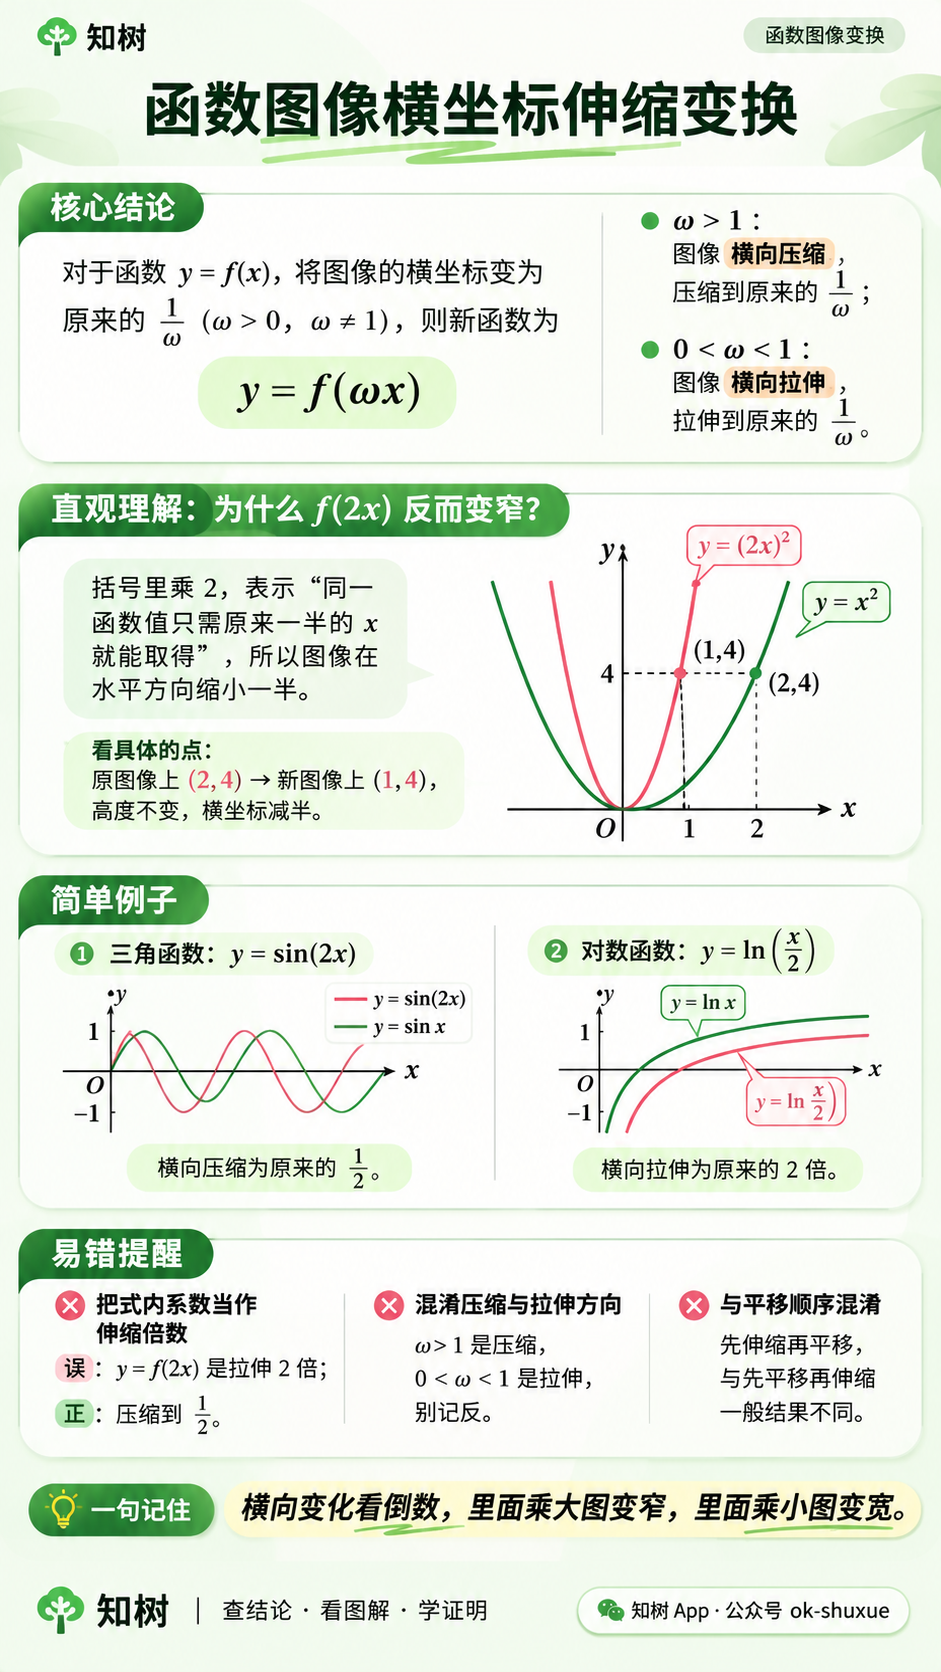 知树
函数图像变换
函数图像横坐标伸缩变换
核心结论
对于函数 y = f(x)，将图像的横坐标变为
原来的 1/ω (ω > 0，ω ≠ 1)，则新函数为
y = f(ωx)
ω > 1：
图像 横向压缩，
压缩到原来的 1/ω；
0 < ω < 1：
图像 横向拉伸，
拉伸到原来的 1/ω。
直观理解：为什么 f(2x) 反而变窄？
括号里乘 2，表示“同一
函数值只需原来一半的 x
就能取得”，所以图像在
水平方向缩小一半。
看具体的点：
原图像上 (2,4) → 新图像上 (1,4)，
高度不变，横坐标减半。
y
y = (2x)²
y = x²
(1,4)
4
(2,4)
x
O
1
2
简单例子
1 三角函数：y = sin(2x)
y
y = sin(2x)
y = sin x
1
O
x
−1
横向压缩为原来的 1/2。
2 对数函数：y = ln(x/2)
y
y = ln x
1
O
x
−1
y = ln x/2)
横向拉伸为原来的 2 倍。
易错提醒
把式内系数当作
伸缩倍数
误：y = f(2x) 是拉伸 2 倍；
正：压缩到 1/2。
混淆压缩与拉伸方向
ω> 1 是压缩，
0 < ω < 1 是拉伸，
别记反。
与平移顺序混淆
先伸缩再平移，
与先平移再伸缩
一般结果不同。
一句记住
横向变化看倒数，里面乘大图变窄，里面乘小图变宽。
知树 | 查结论 · 看图解 · 学证明
知树 App · 公众号 ok-shuxue